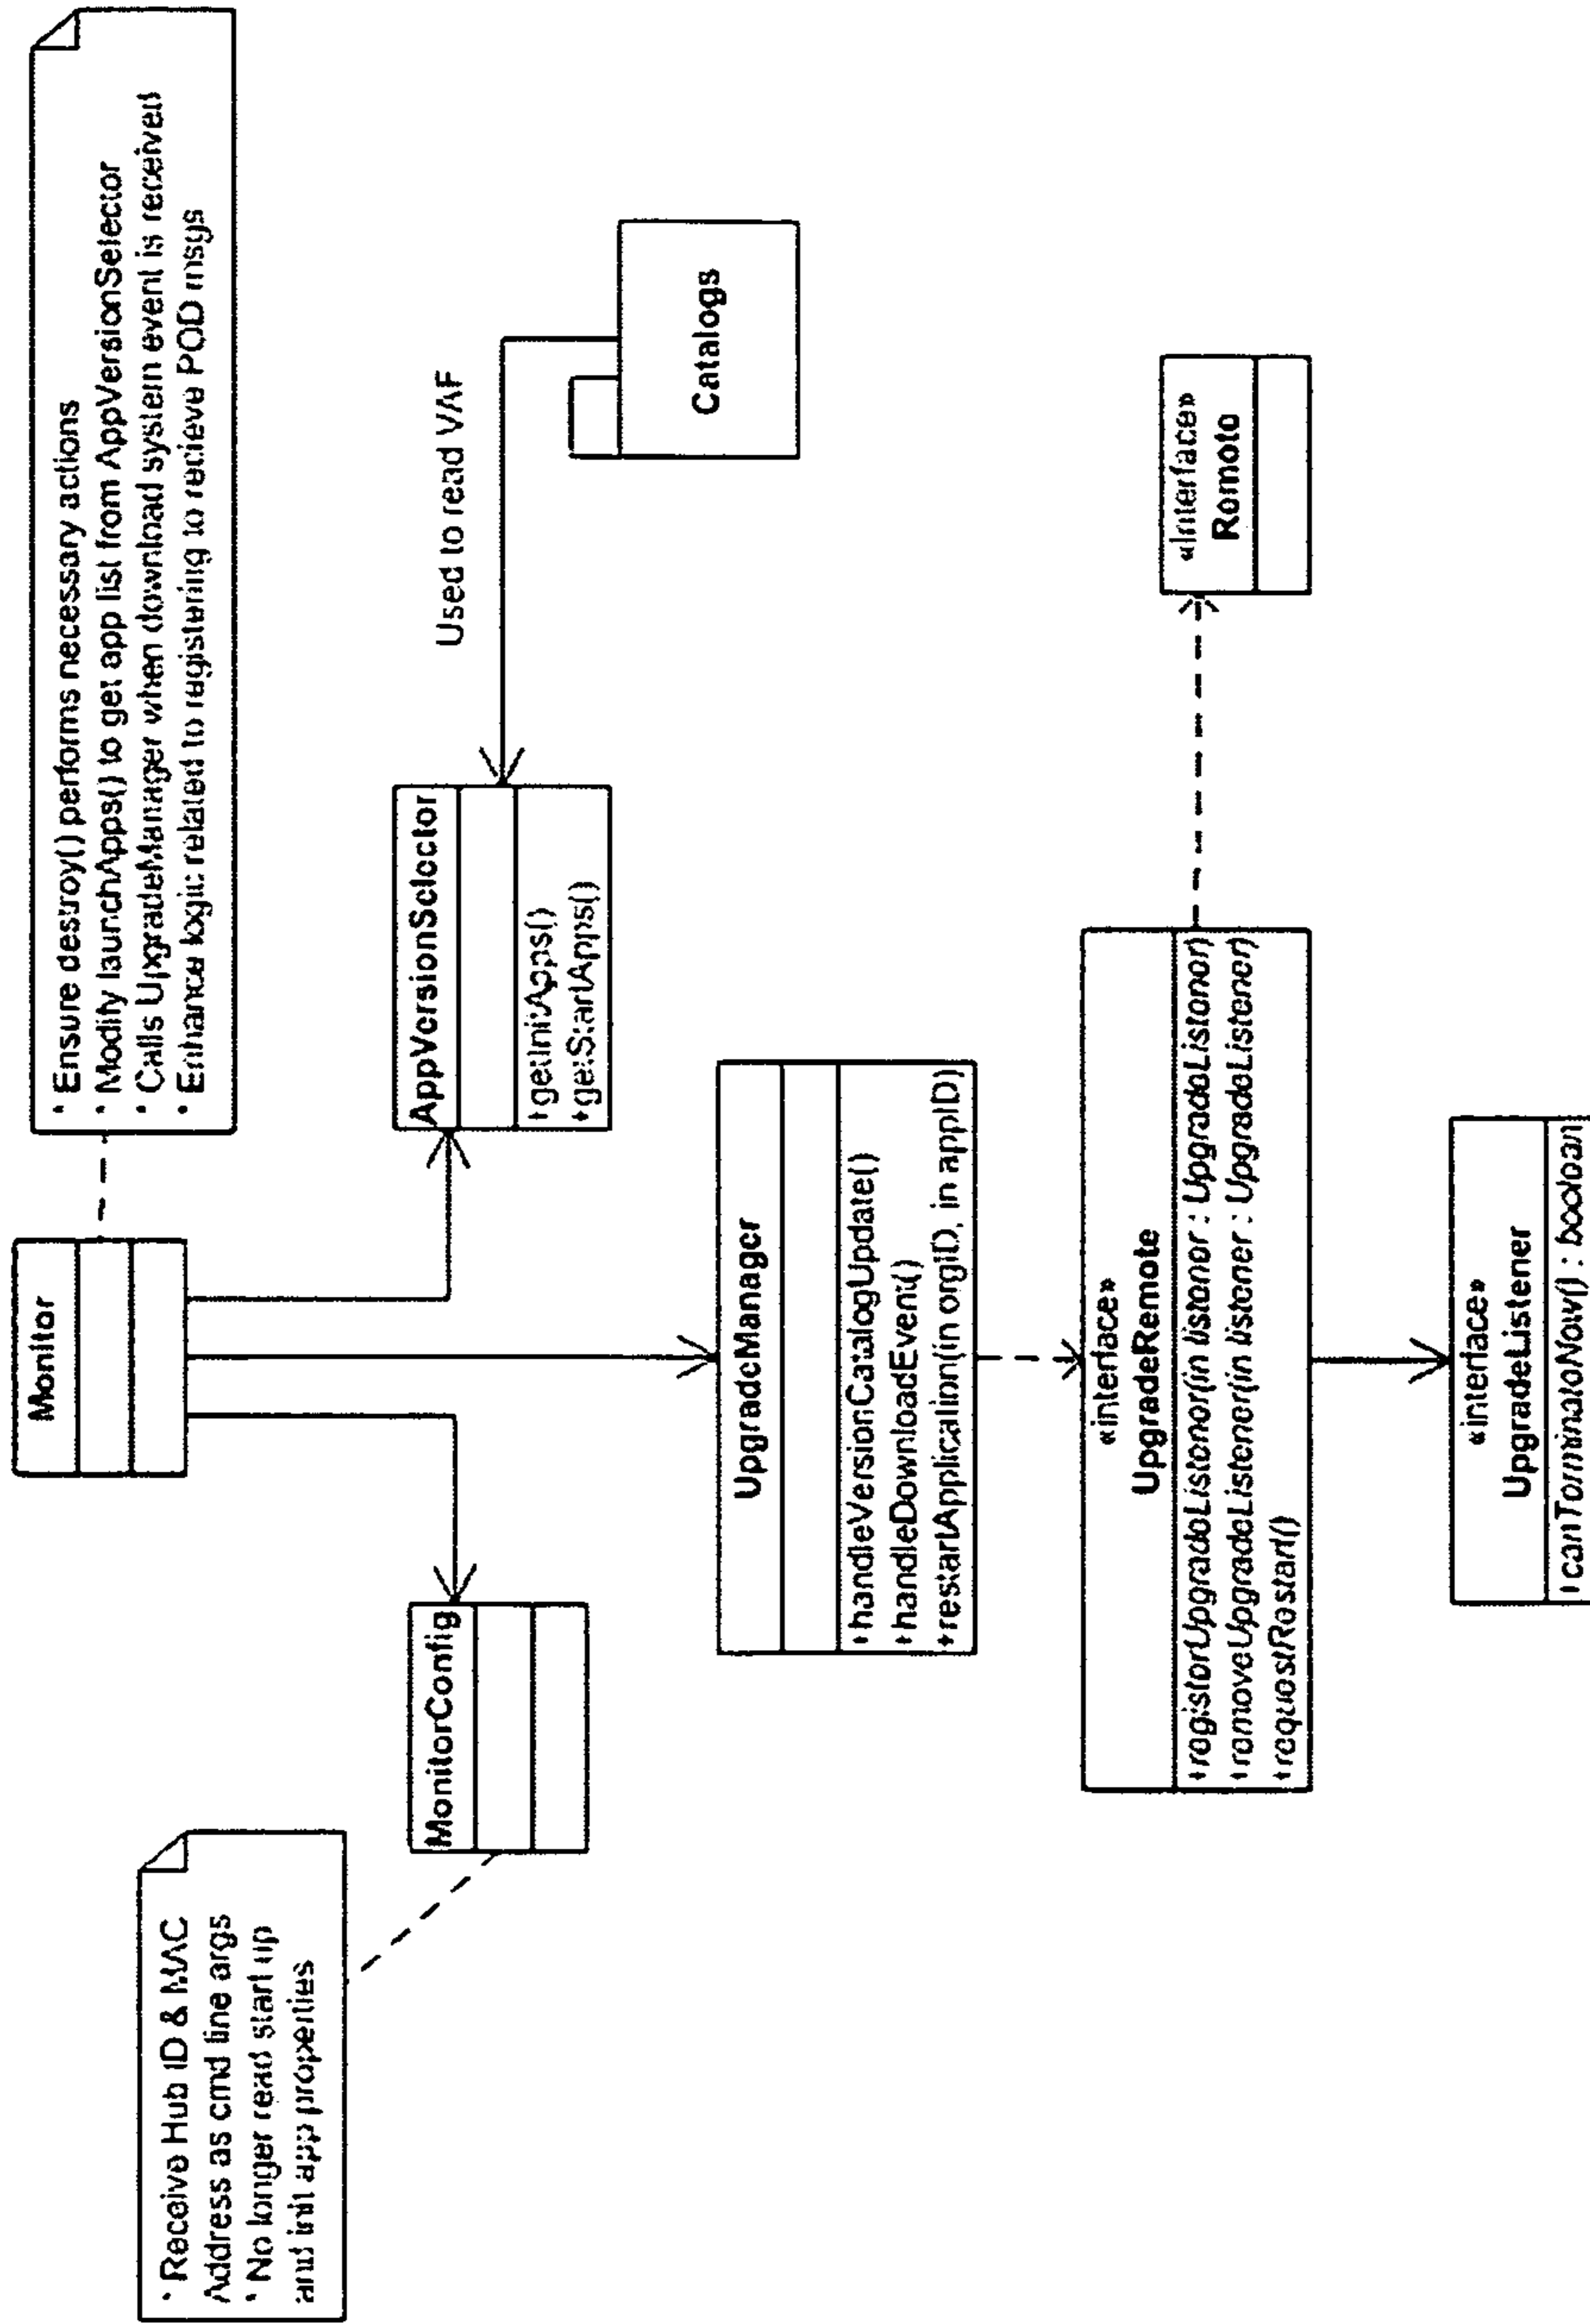 * Receive Hub ID & MAC
Address as cmd line args
* No longer read start up
and init app properties
Monitor
* Ensure destroy() performs necessary actions
* Modify launchApps() to get app list from AppVersionSelector
* Calls UpgradeManager when download system event is received
* Enhance logic related to registering to recieve POD msgs
MonitorConfig
AppVersionSelector
+getInitApps()
+getStartApps()
Used to read VAF
Catalogs
UpgradeManager
+handleVersionCatalogUpdate()
+handleDownloadEvent()
+restartApplication(in orgID, in appID)
«interface»
UpgradeRemote
+registerUpgradeListener(in listener : UpgradeListener)
+removeUpgradeListener(in listener : UpgradeListener)
+requestRestart()
«interface»
Remote
«interface»
UpgradeListener
+canTerminateNow() : boolean